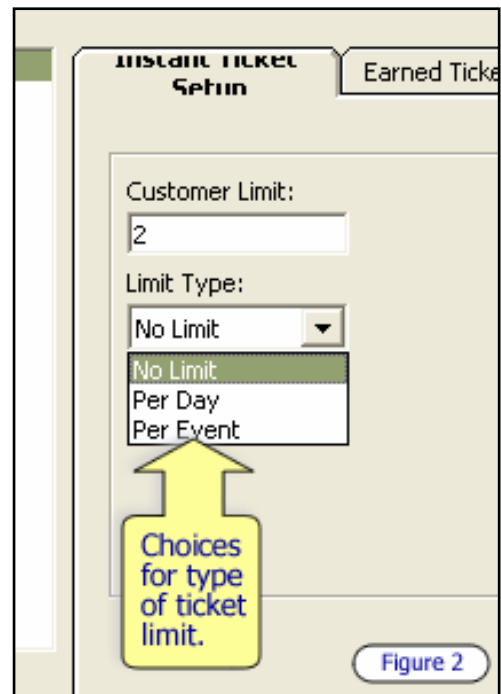 Instant Ticket
Setup
Earned Ticke
Customer Limit:
2
Limit Type:
No Limit
No Limit
Per Day
Per Event
Choices
for type
of ticket
limit.
Figure 2